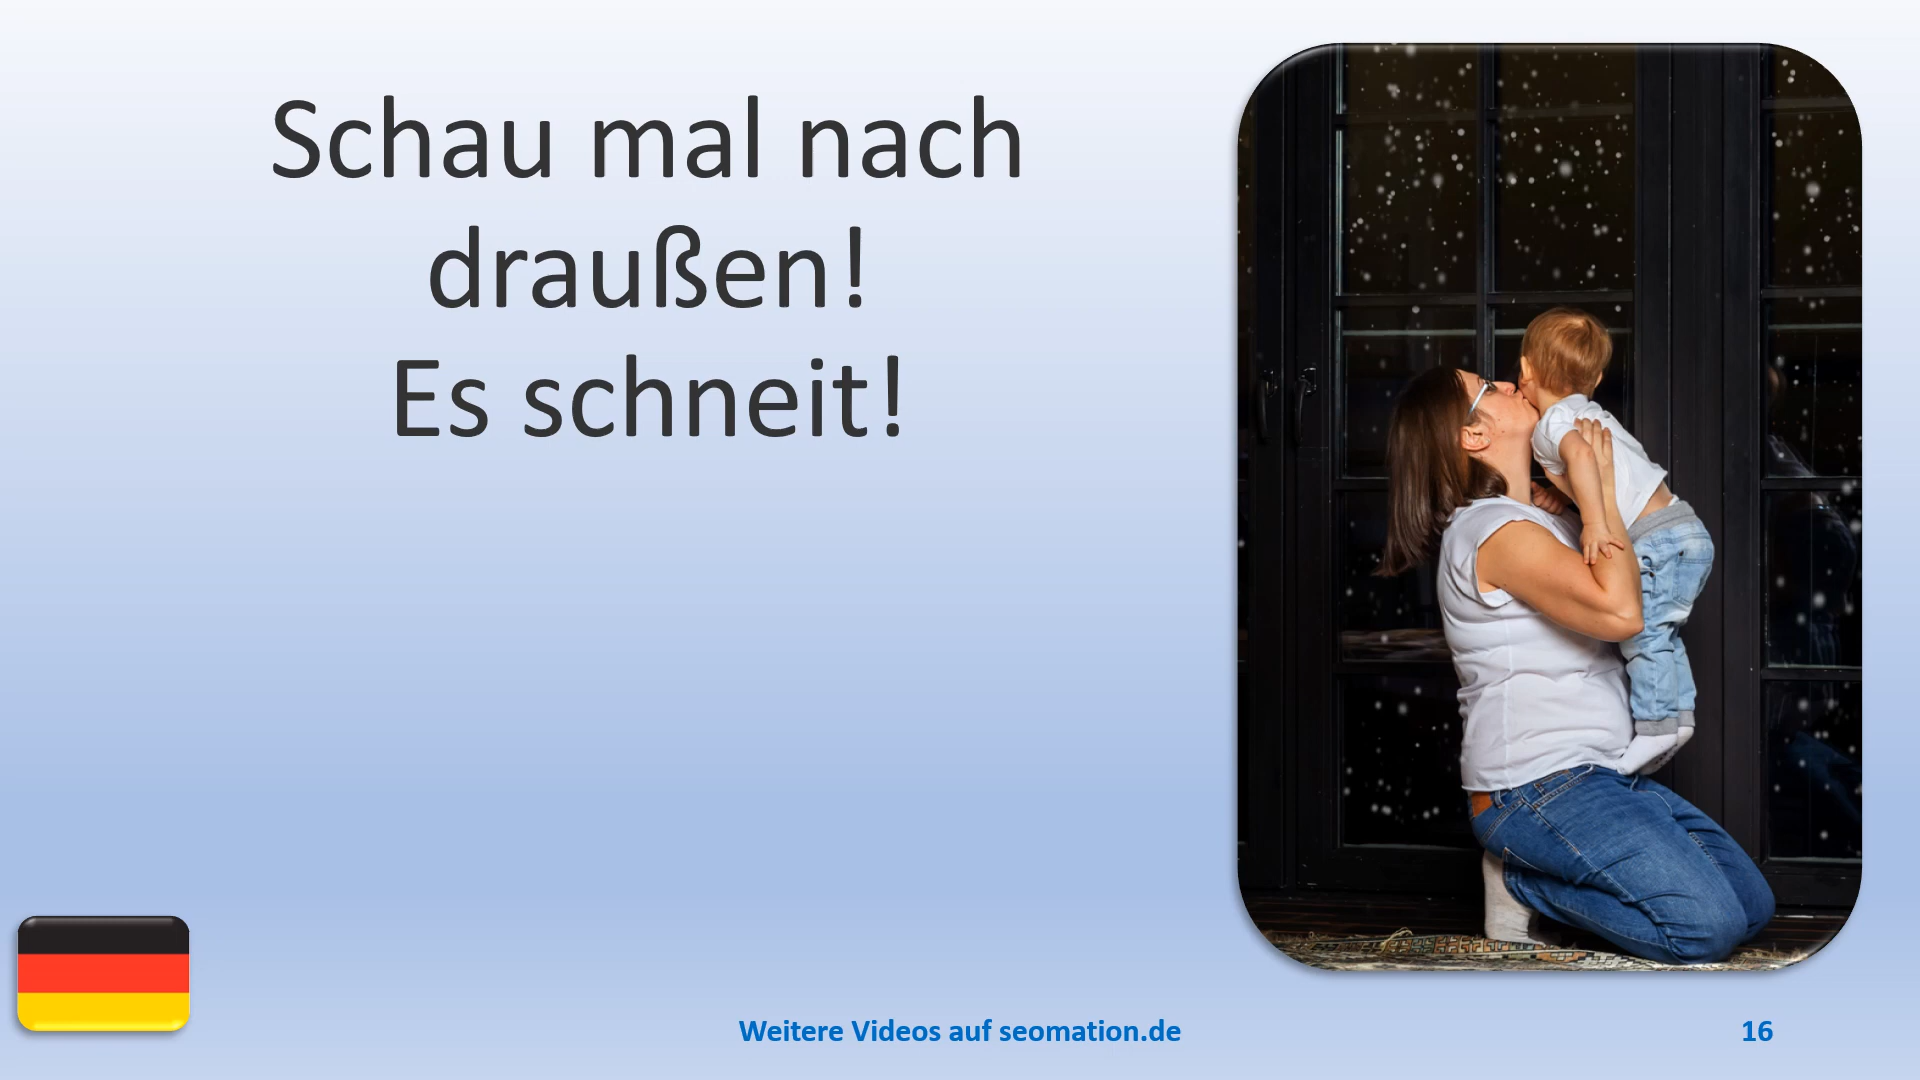 Schau mal nach
draußen!
Es schneit!
Weitere Videos auf seomation.de
16